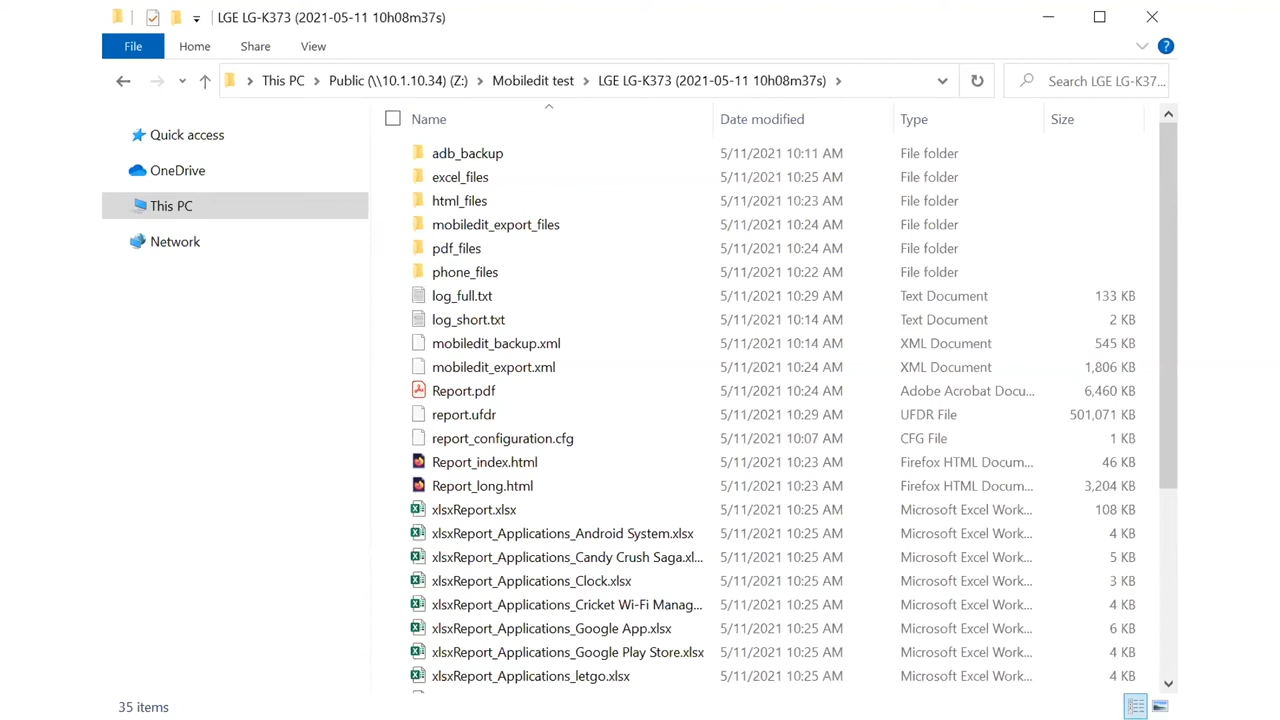 LGE LG-K373 (2021-05-11 10h08m37s)
File Home Share View
This PC Public (\\10.1.10.34) (Z:) Mobiledit test LGE LG-K373 (2021-05-11 10h08m37s) Search LGE LG-K37...
Quick access
OneDrive
This PC
Network
Name Date modified Type Size
adb_backup 5/11/2021 10:11 AM File folder
excel_files 5/11/2021 10:25 AM File folder
html_files 5/11/2021 10:23 AM File folder
mobiledit_export_files 5/11/2021 10:24 AM File folder
pdf_files 5/11/2021 10:24 AM File folder
phone_files 5/11/2021 10:22 AM File folder
log_full.txt 5/11/2021 10:29 AM Text Document 133 KB
log_short.txt 5/11/2021 10:14 AM Text Document 2 KB
mobiledit_backup.xml 5/11/2021 10:14 AM XML Document 545 KB
mobiledit_export.xml 5/11/2021 10:24 AM XML Document 1,806 KB
Report.pdf 5/11/2021 10:24 AM Adobe Acrobat Docu... 6,460 KB
report.ufdr 5/11/2021 10:29 AM UFDR File 501,071 KB
report_configuration.cfg 5/11/2021 10:07 AM CFG File 1 KB
Report_index.html 5/11/2021 10:23 AM Firefox HTML Docum... 46 KB
Report_long.html 5/11/2021 10:23 AM Firefox HTML Docum... 3,204 KB
xlsxReport.xlsx 5/11/2021 10:25 AM Microsoft Excel Work... 108 KB
xlsxReport_Applications_Android System.xlsx 5/11/2021 10:25 AM Microsoft Excel Work... 4 KB
xlsxReport_Applications_Candy Crush Saga.xl... 5/11/2021 10:25 AM Microsoft Excel Work... 5 KB
xlsxReport_Applications_Clock.xlsx 5/11/2021 10:25 AM Microsoft Excel Work... 3 KB
xlsxReport_Applications_Cricket Wi-Fi Manag... 5/11/2021 10:25 AM Microsoft Excel Work... 4 KB
xlsxReport_Applications_Google App.xlsx 5/11/2021 10:25 AM Microsoft Excel Work... 6 KB
xlsxReport_Applications_Google Play Store.xlsx 5/11/2021 10:25 AM Microsoft Excel Work... 4 KB
xlsxReport_Applications_letgo.xlsx 5/11/2021 10:25 AM Microsoft Excel Work... 4 KB
35 items